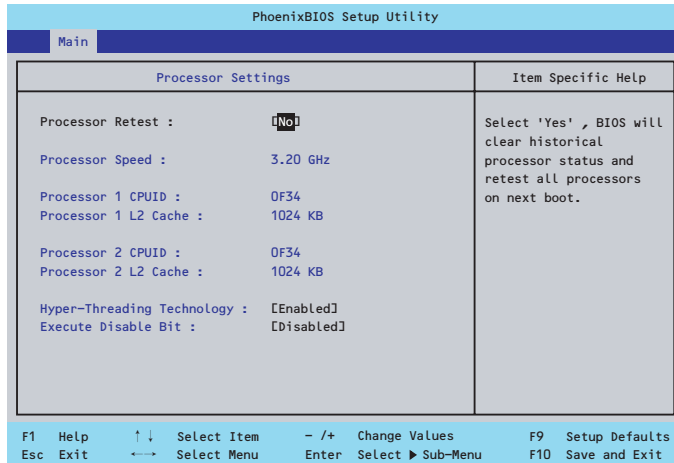 PhoenixBIOS Setup Utility
Main
Processor Settings
Item Specific Help
Processor Retest : [No]
Processor Speed : 3.20 GHz
Processor 1 CPUID : 0F34
Processor 1 L2 Cache : 1024 KB
Processor 2 CPUID : 0F34
Processor 2 L2 Cache : 1024 KB
Hyper-Threading Technology : [Enabled]
Execute Disable Bit : [Disabled]
Select 'Yes' , BIOS will
clear historical
processor status and
retest all processors
on next boot.
F1 Help ↑↓ Select Item - /+ Change Values F9 Setup Defaults
Esc Exit ←→ Select Menu Enter Select ▶ Sub-Menu F10 Save and Exit